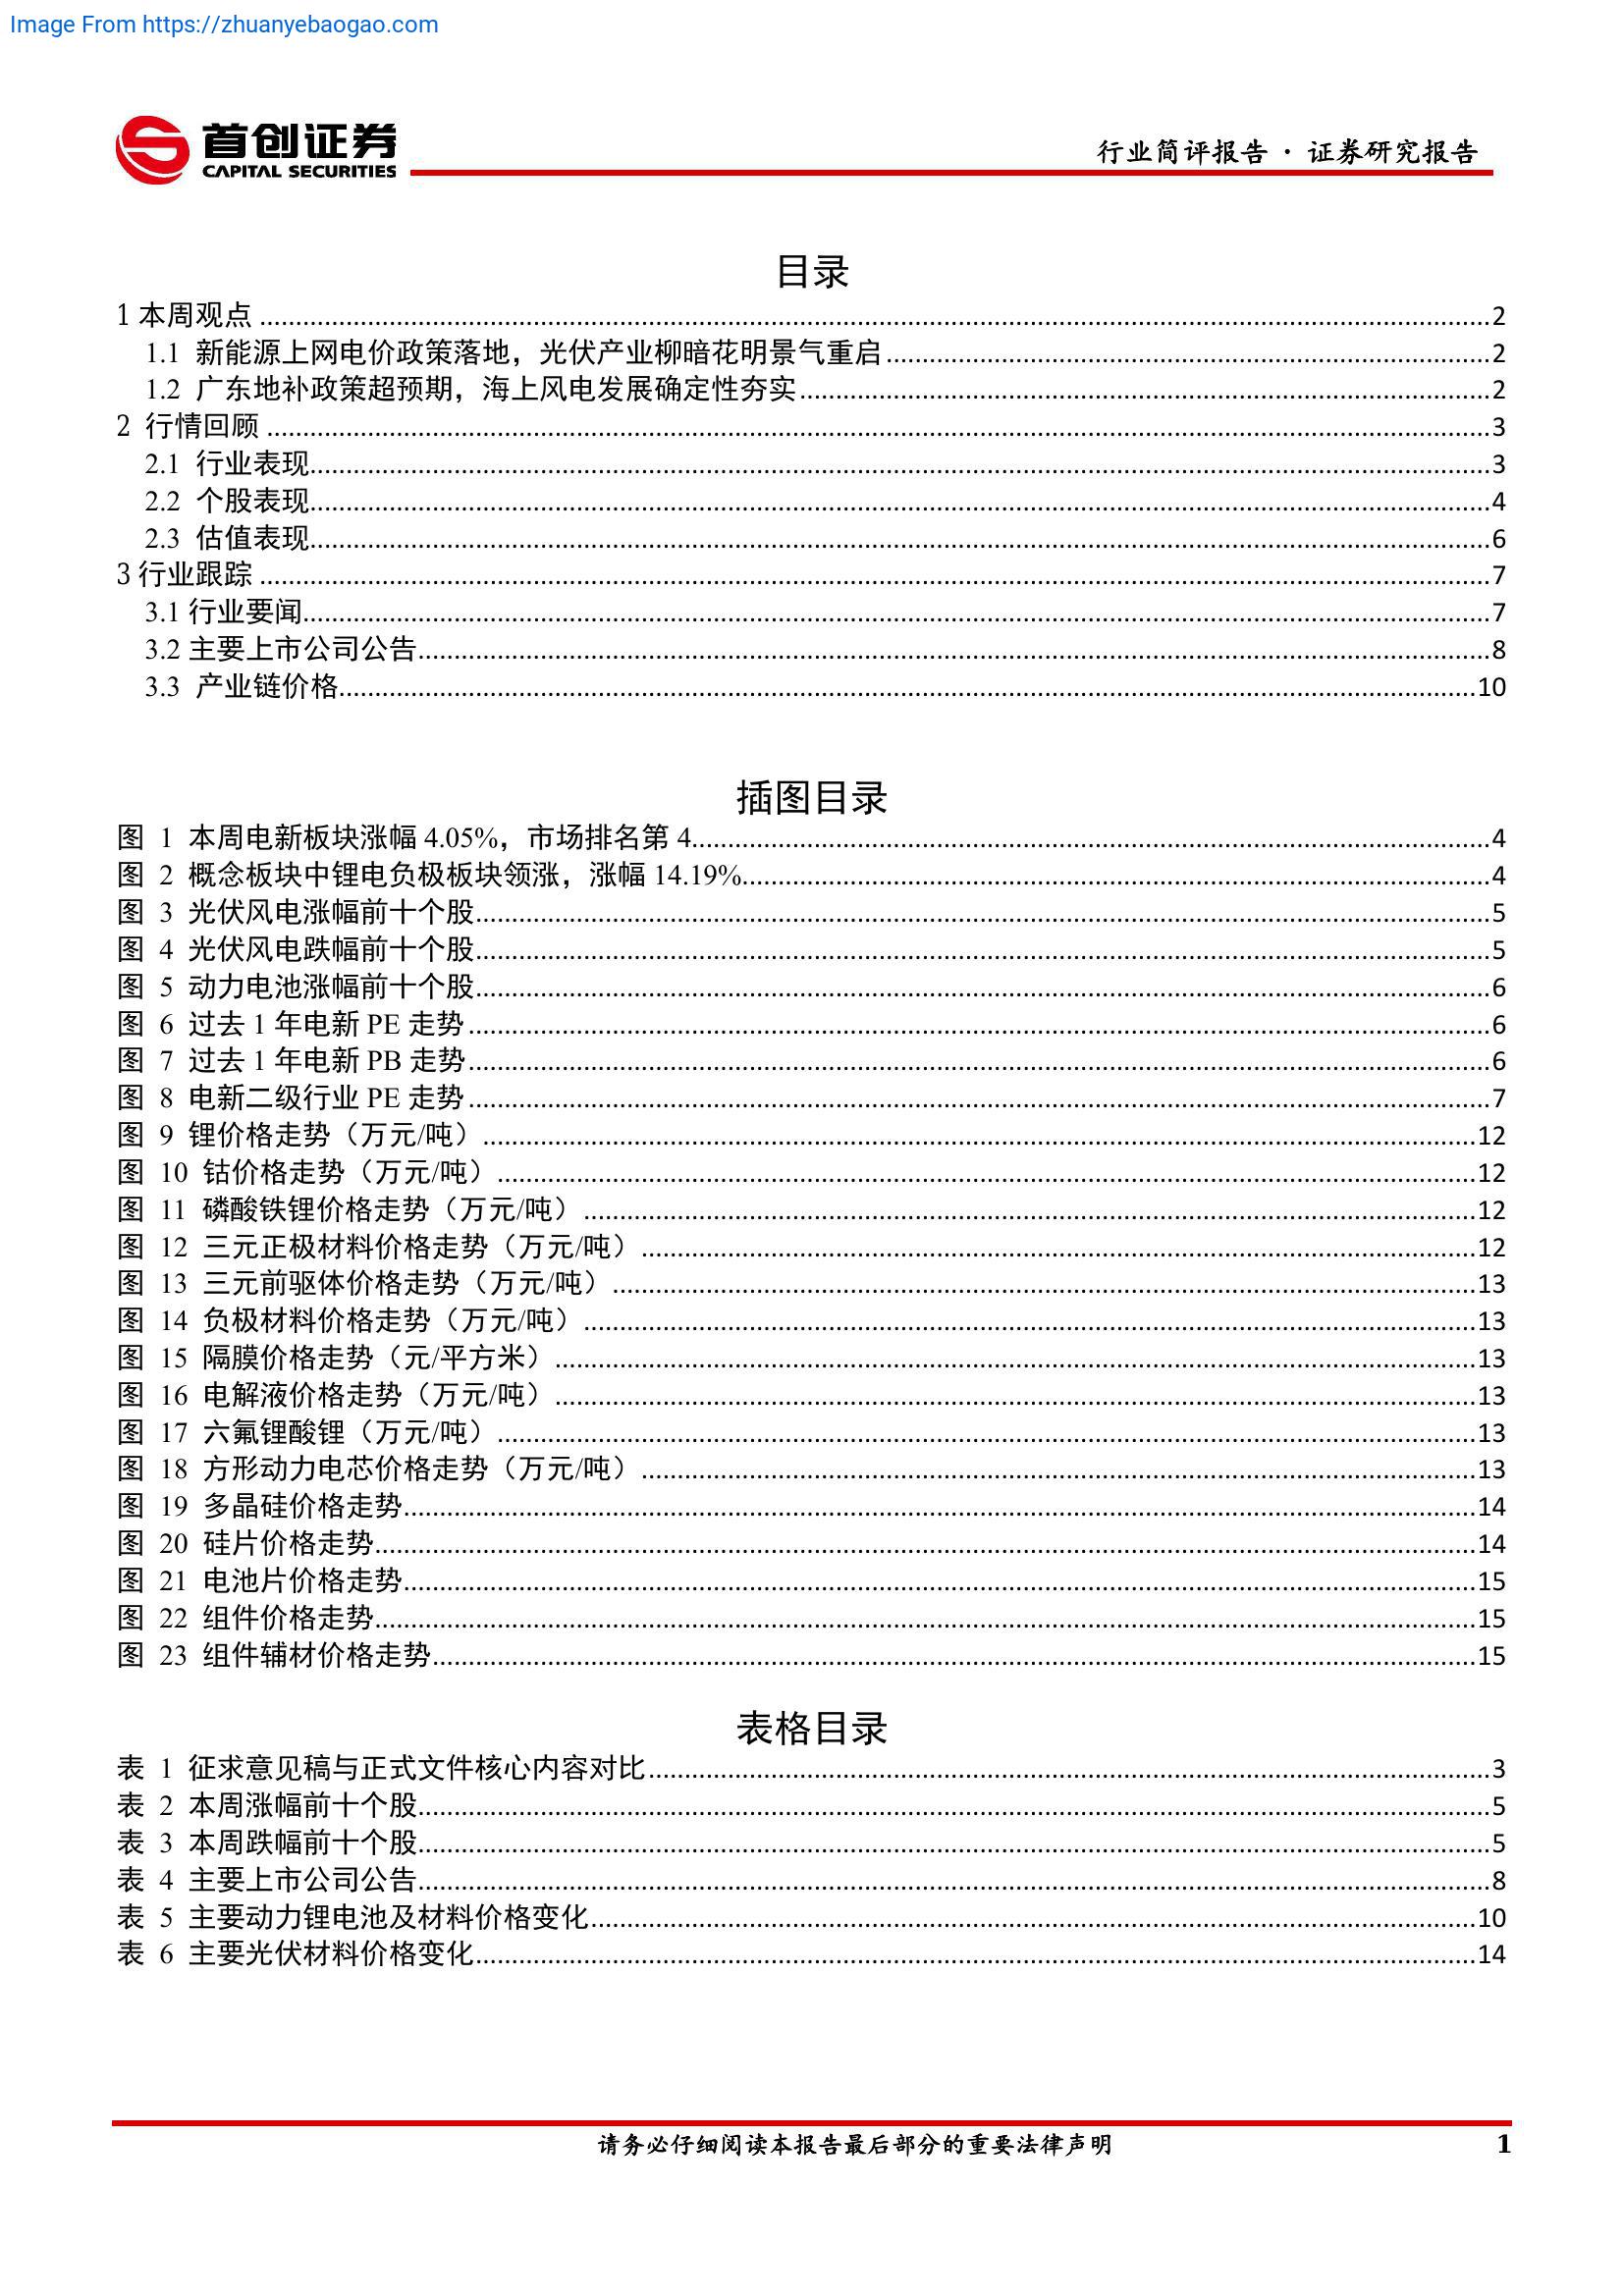 Image From https://zhuanyebaogao.com
首创证券
CAPITAL SECURITIES
行业简评报告 · 证券研究报告
目录
1 本周观点 ........ 2
1.1 新能源上网电价政策落地，光伏产业柳暗花明景气重启 ........ 2
1.2 广东地补政策超预期，海上风电发展确定性夯实 ........ 2
2 行情回顾 ........ 3
2.1 行业表现 ........ 3
2.2 个股表现 ........ 4
2.3 估值表现 ........ 6
3 行业跟踪 ........ 7
3.1 行业要闻 ........ 7
3.2 主要上市公司公告 ........ 8
3.3 产业链价格 ........ 10
插图目录
图 1 本周电新板块涨幅 4.05%，市场排名第 4 ........ 4
图 2 概念板块中锂电负极板块领涨，涨幅 14.19% ........ 4
图 3 光伏风电涨幅前十个股 ........ 5
图 4 光伏风电跌幅前十个股 ........ 5
图 5 动力电池涨幅前十个股 ........ 6
图 6 过去 1 年电新 PE 走势 ........ 6
图 7 过去 1 年电新 PB 走势 ........ 6
图 8 电新二级行业 PE 走势 ........ 7
图 9 锂价格走势（万元/吨） ........ 12
图 10 钴价格走势（万元/吨） ........ 12
图 11 磷酸铁锂价格走势（万元/吨） ........ 12
图 12 三元正极材料价格走势（万元/吨） ........ 12
图 13 三元前驱体价格走势（万元/吨） ........ 13
图 14 负极材料价格走势（万元/吨） ........ 13
图 15 隔膜价格走势（元/平方米） ........ 13
图 16 电解液价格走势（万元/吨） ........ 13
图 17 六氟锂酸锂（万元/吨） ........ 13
图 18 方形动力电芯价格走势（万元/吨） ........ 13
图 19 多晶硅价格走势 ........ 14
图 20 硅片价格走势 ........ 14
图 21 电池片价格走势 ........ 15
图 22 组件价格走势 ........ 15
图 23 组件辅材价格走势 ........ 15
表格目录
表 1 征求意见稿与正式文件核心内容对比 ........ 3
表 2 本周涨幅前十个股 ........ 5
表 3 本周跌幅前十个股 ........ 5
表 4 主要上市公司公告 ........ 8
表 5 主要动力锂电池及材料价格变化 ........ 10
表 6 主要光伏材料价格变化 ........ 14
请务必仔细阅读本报告最后部分的重要法律声明 1